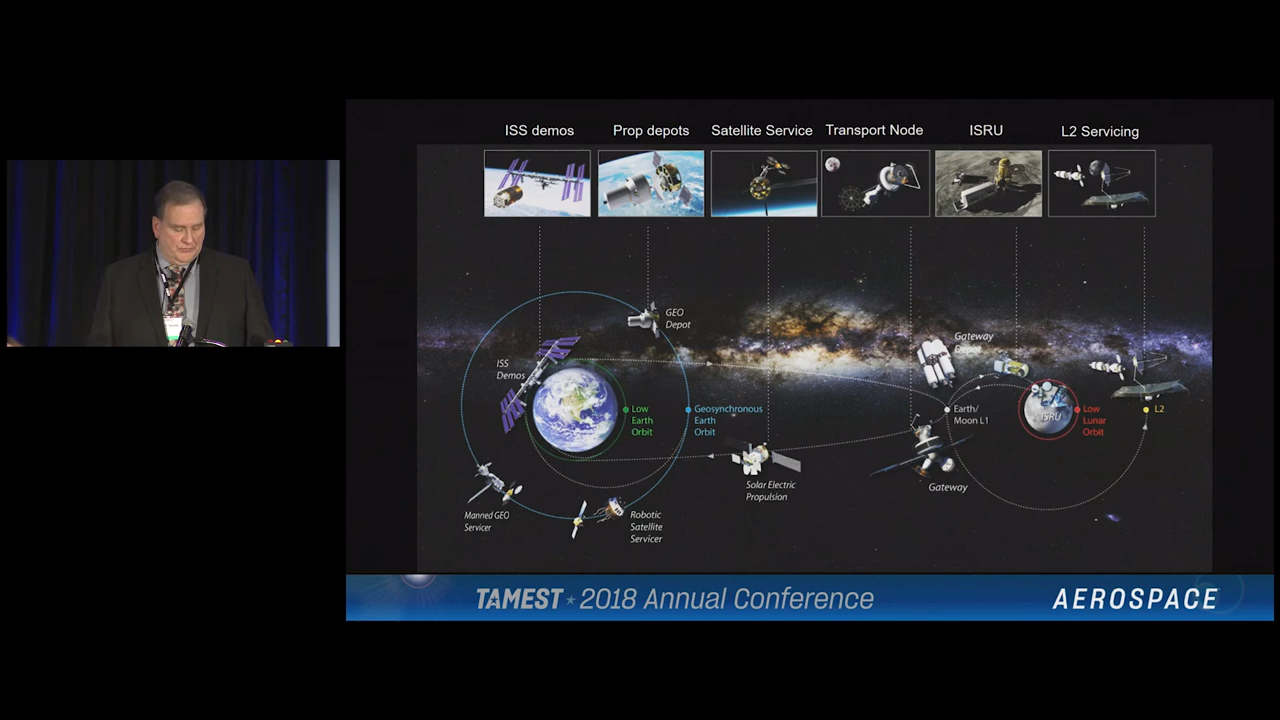 ISS demos
Prop depots
Satellite Service
Transport Node
ISRU
L2 Servicing
GEO
Depot
Gateway
Depot
ISS
Demos
Low
Earth
Orbit
Geosynchronous
Earth
Orbit
Earth/
Moon L1
ISRU
Low
Lunar
Orbit
L2
Solar Electric
Propulsion
Gateway
Manned GEO
Servicer
Robotic
Satellite
Servicer
TAMEST 2018 Annual Conference
AEROSPACE